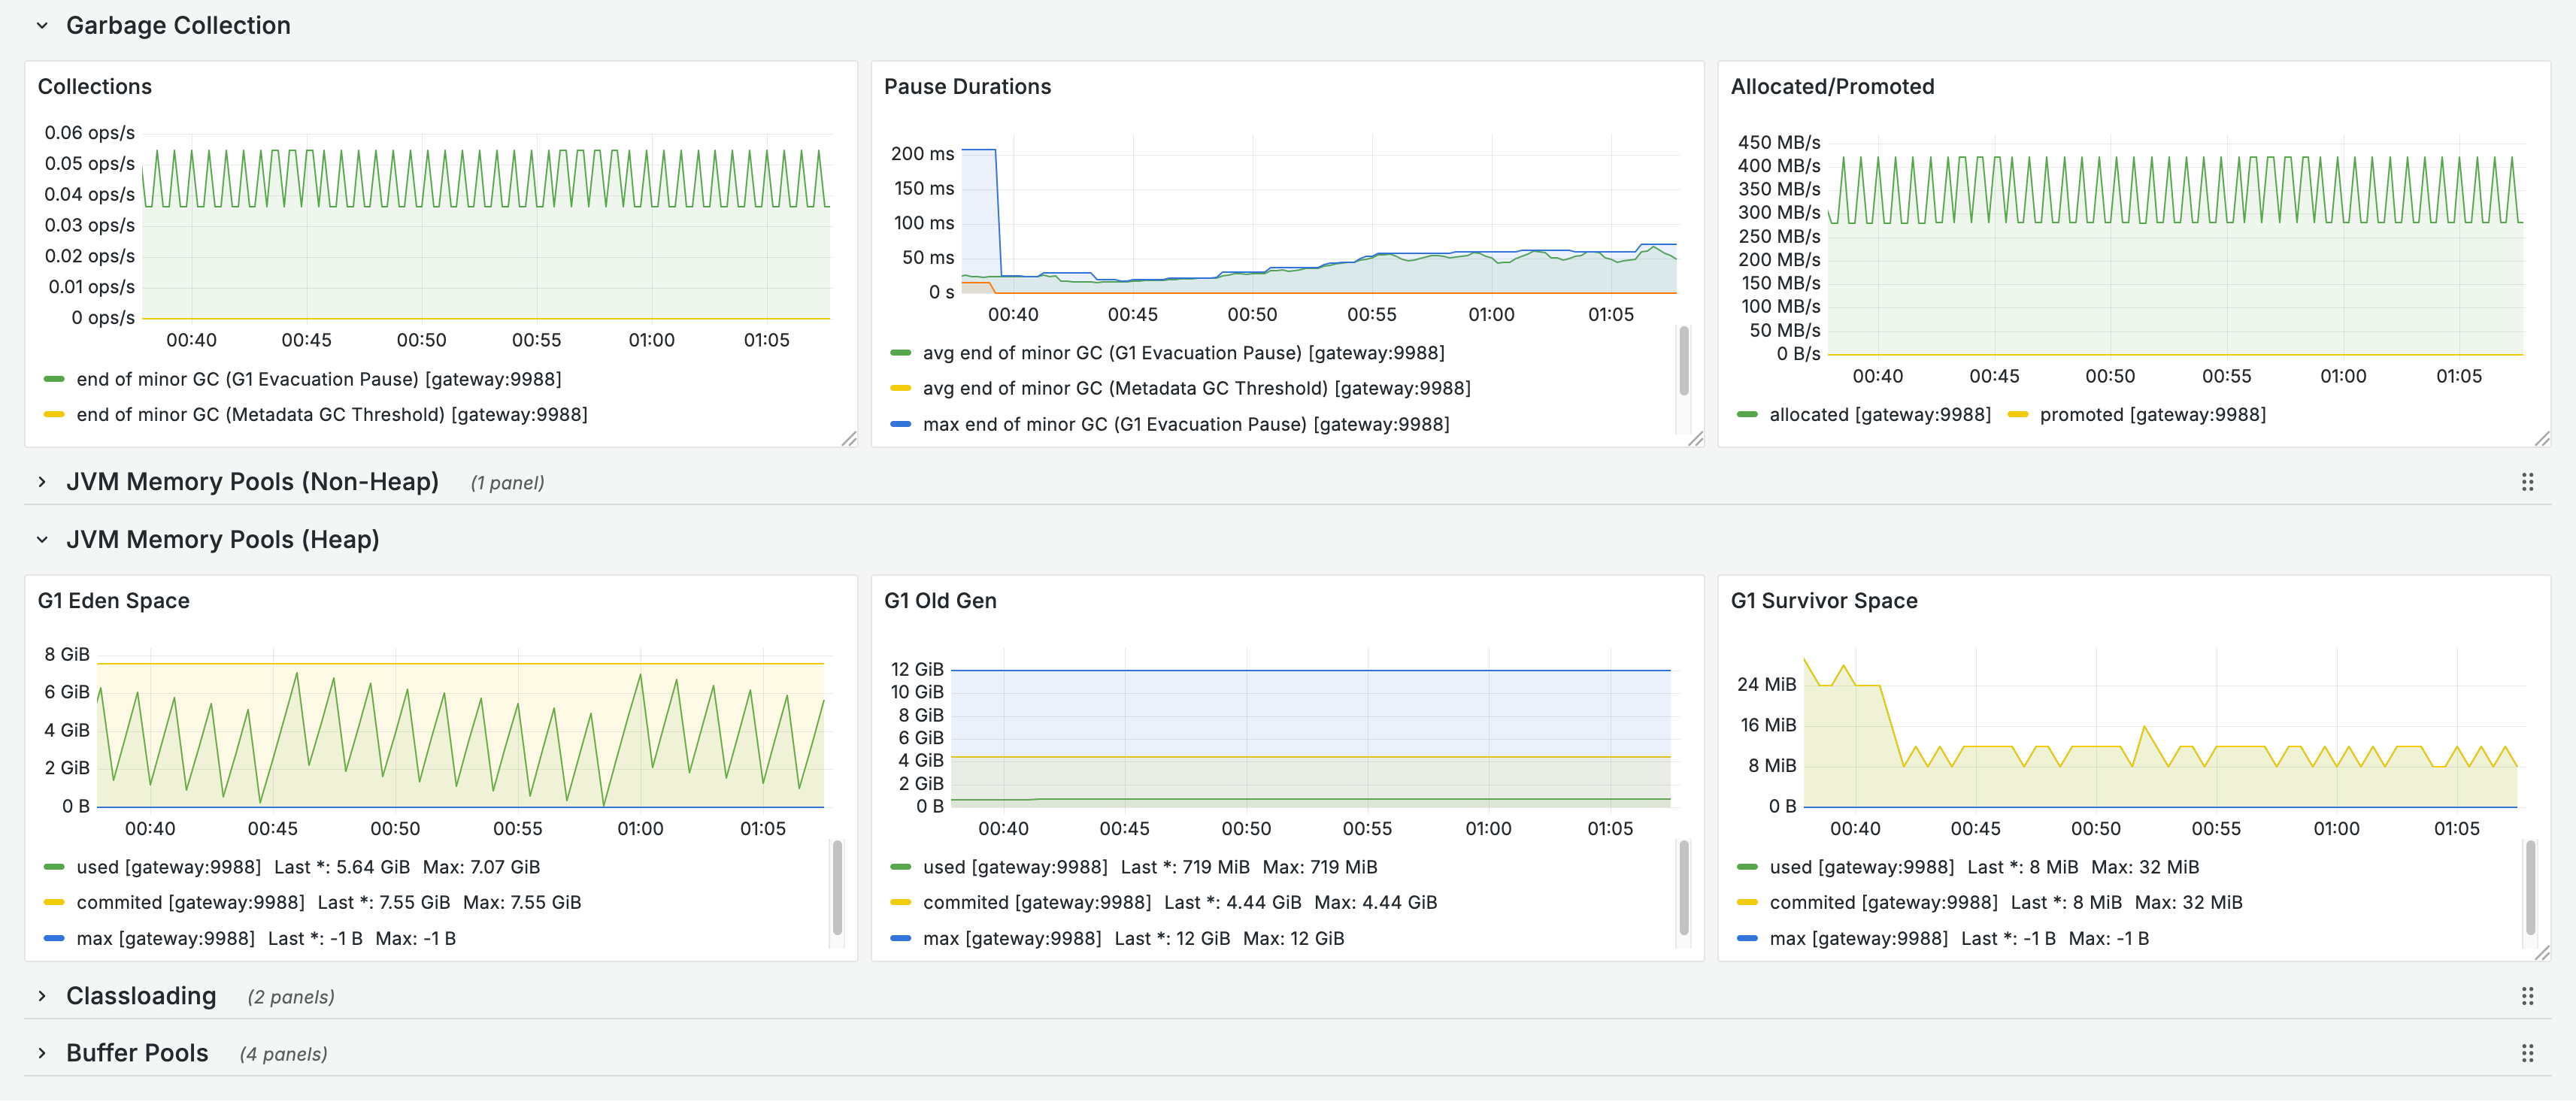 Garbage Collection
Collections
0.06 ops/s
0.05 ops/s
0.04 ops/s
0.03 ops/s
0.02 ops/s
0.01 ops/s
0 ops/s
00:40 00:45 00:50 00:55 01:00 01:05
end of minor GC (G1 Evacuation Pause) [gateway:9988]
end of minor GC (Metadata GC Threshold) [gateway:9988]
Pause Durations
200 ms
150 ms
100 ms
50 ms
0 s
00:40 00:45 00:50 00:55 01:00 01:05
avg end of minor GC (G1 Evacuation Pause) [gateway:9988]
avg end of minor GC (Metadata GC Threshold) [gateway:9988]
max end of minor GC (G1 Evacuation Pause) [gateway:9988]
Allocated/Promoted
450 MB/s
400 MB/s
350 MB/s
300 MB/s
250 MB/s
200 MB/s
150 MB/s
100 MB/s
50 MB/s
0 B/s
00:40 00:45 00:50 00:55 01:00 01:05
allocated [gateway:9988] promoted [gateway:9988]
JVM Memory Pools (Non-Heap) (1 panel)
JVM Memory Pools (Heap)
G1 Eden Space
8 GiB
6 GiB
4 GiB
2 GiB
0 B
00:40 00:45 00:50 00:55 01:00 01:05
used [gateway:9988] Last *: 5.64 GiB Max: 7.07 GiB
commited [gateway:9988] Last *: 7.55 GiB Max: 7.55 GiB
max [gateway:9988] Last *: -1 B Max: -1 B
G1 Old Gen
12 GiB
10 GiB
8 GiB
6 GiB
4 GiB
2 GiB
0 B
00:40 00:45 00:50 00:55 01:00 01:05
used [gateway:9988] Last *: 719 MiB Max: 719 MiB
commited [gateway:9988] Last *: 4.44 GiB Max: 4.44 GiB
max [gateway:9988] Last *: 12 GiB Max: 12 GiB
G1 Survivor Space
24 MiB
16 MiB
8 MiB
0 B
00:40 00:45 00:50 00:55 01:00 01:05
used [gateway:9988] Last *: 8 MiB Max: 32 MiB
commited [gateway:9988] Last *: 8 MiB Max: 32 MiB
max [gateway:9988] Last *: -1 B Max: -1 B
Classloading (2 panels)
Buffer Pools (4 panels)